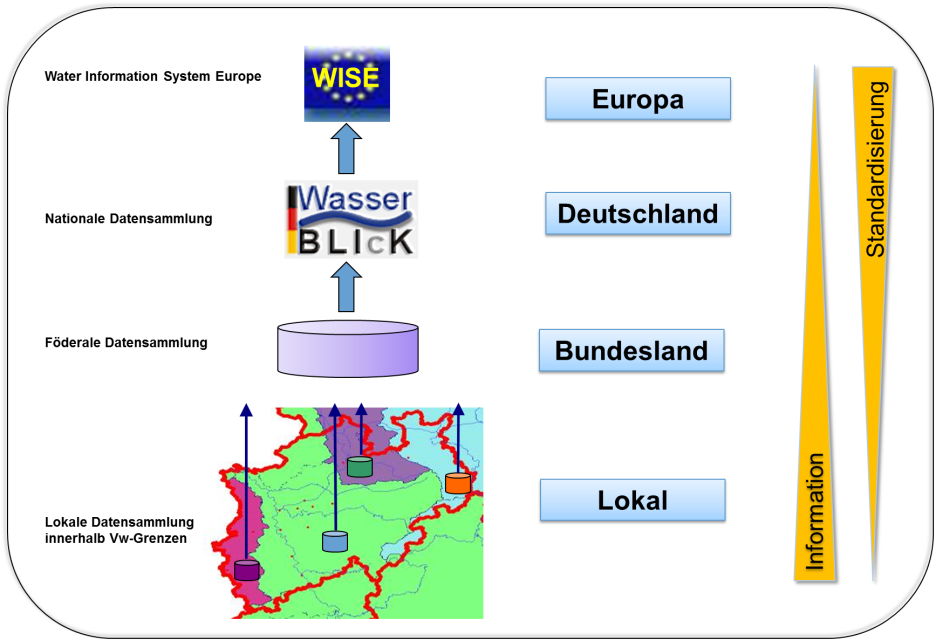 Water Information System Europe
WISE
Europa
Nationale Datensammlung
Wasser
BLIcK
Deutschland
Föderale Datensammlung
Bundesland
Lokale Datensammlung
innerhalb Vw-Grenzen
Lokal
Information
Standardisierung